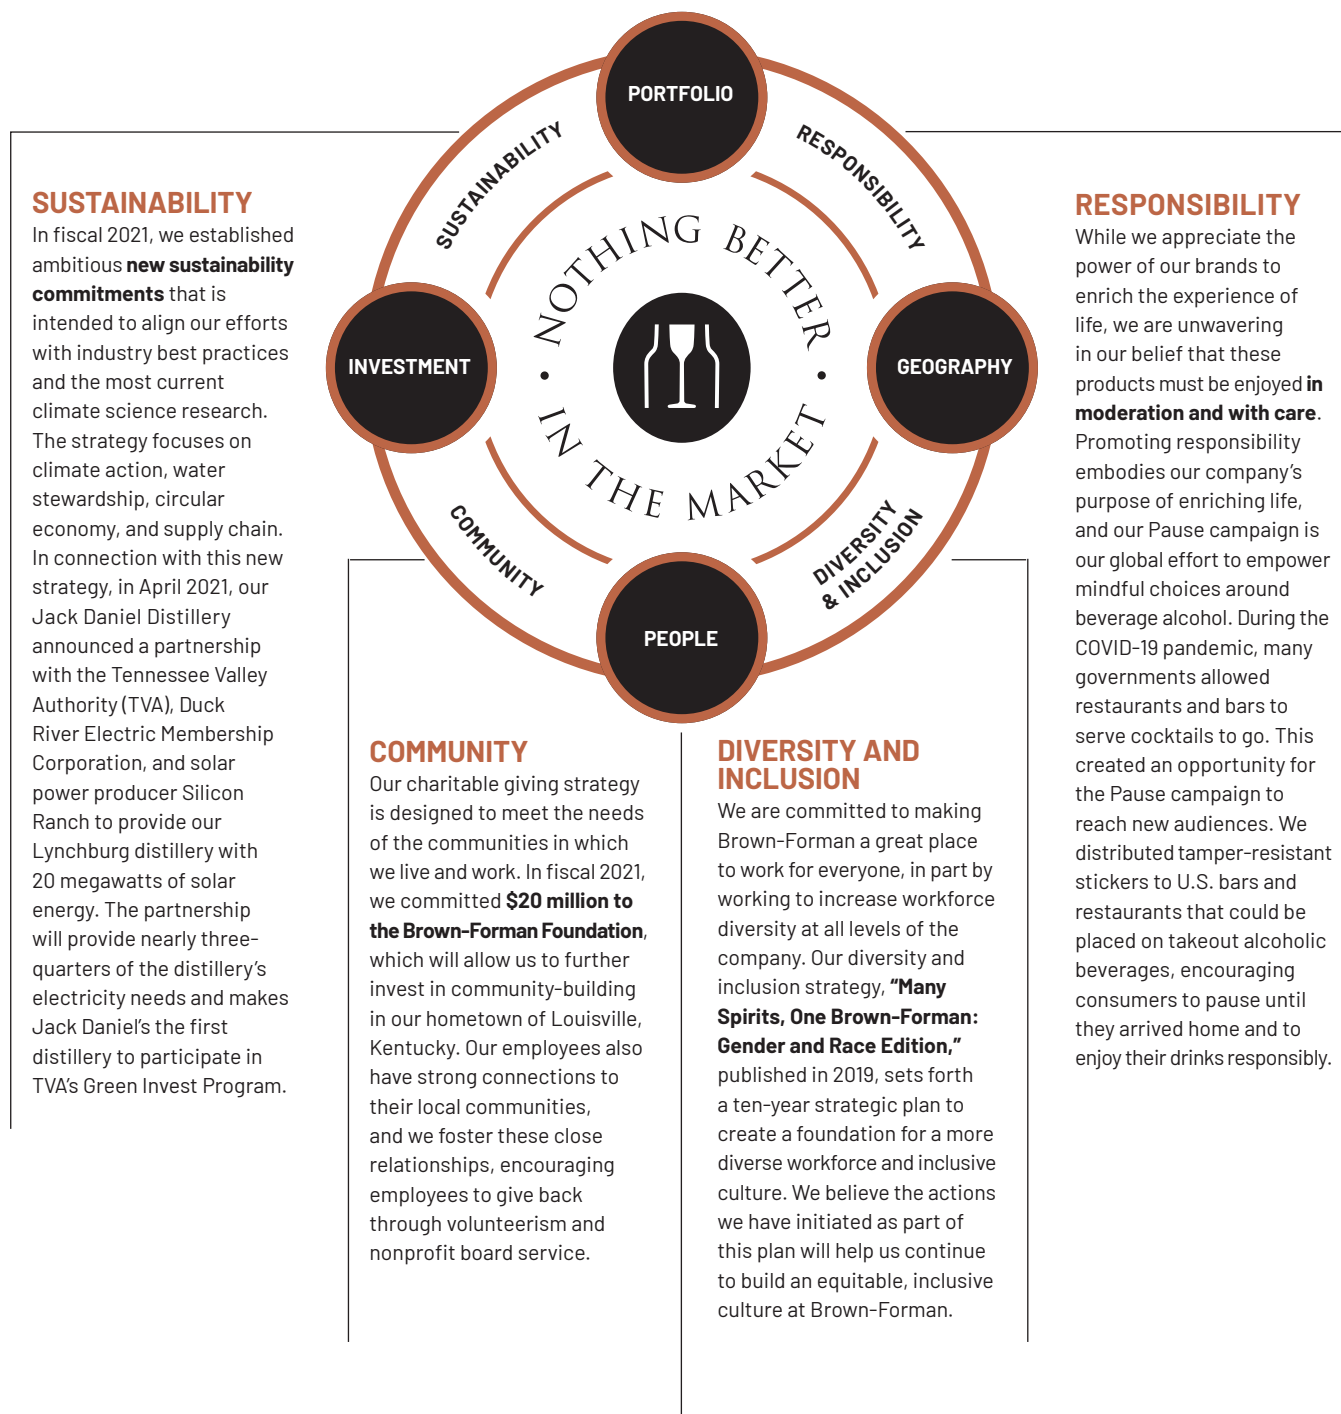 PORTFOLIO
SUSTAINABILITY
RESPONSIBILITY
INVESTMENT
GEOGRAPHY
• NOTHING BETTER •
IN THE MARKET
COMMUNITY
DIVERSITY
& INCLUSION
PEOPLE
SUSTAINABILITY
In fiscal 2021, we established
ambitious new sustainability
commitments that is
intended to align our efforts
with industry best practices
and the most current
climate science research.
The strategy focuses on
climate action, water
stewardship, circular
economy, and supply chain.
In connection with this new
strategy, in April 2021, our
Jack Daniel Distillery
announced a partnership
with the Tennessee Valley
Authority (TVA), Duck
River Electric Membership
Corporation, and solar
power producer Silicon
Ranch to provide our
Lynchburg distillery with
20 megawatts of solar
energy. The partnership
will provide nearly three-
quarters of the distillery's
electricity needs and makes
Jack Daniel's the first
distillery to participate in
TVA's Green Invest Program.
COMMUNITY
Our charitable giving strategy
is designed to meet the needs
of the communities in which
we live and work. In fiscal 2021,
we committed $20 million to
the Brown-Forman Foundation,
which will allow us to further
invest in community-building
in our hometown of Louisville,
Kentucky. Our employees also
have strong connections to
their local communities,
and we foster these close
relationships, encouraging
employees to give back
through volunteerism and
nonprofit board service.
DIVERSITY AND
INCLUSION
We are committed to making
Brown-Forman a great place
to work for everyone, in part by
working to increase workforce
diversity at all levels of the
company. Our diversity and
inclusion strategy, "Many
Spirits, One Brown-Forman:
Gender and Race Edition,"
published in 2019, sets forth
a ten-year strategic plan to
create a foundation for a more
diverse workforce and inclusive
culture. We believe the actions
we have initiated as part of
this plan will help us continue
to build an equitable, inclusive
culture at Brown-Forman.
RESPONSIBILITY
While we appreciate the
power of our brands to
enrich the experience of
life, we are unwavering
in our belief that these
products must be enjoyed in
moderation and with care.
Promoting responsibility
embodies our company's
purpose of enriching life,
and our Pause campaign is
our global effort to empower
mindful choices around
beverage alcohol. During the
COVID-19 pandemic, many
governments allowed
restaurants and bars to
serve cocktails to go. This
created an opportunity for
the Pause campaign to
reach new audiences. We
distributed tamper-resistant
stickers to U.S. bars and
restaurants that could be
placed on takeout alcoholic
beverages, encouraging
consumers to pause until
they arrived home and to
enjoy their drinks responsibly.